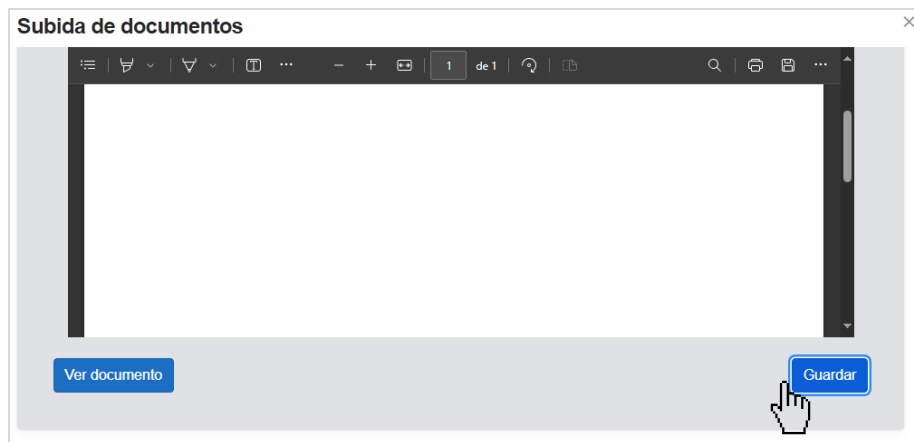 Subida de documentos
1 de 1
Ver documento
Guardar